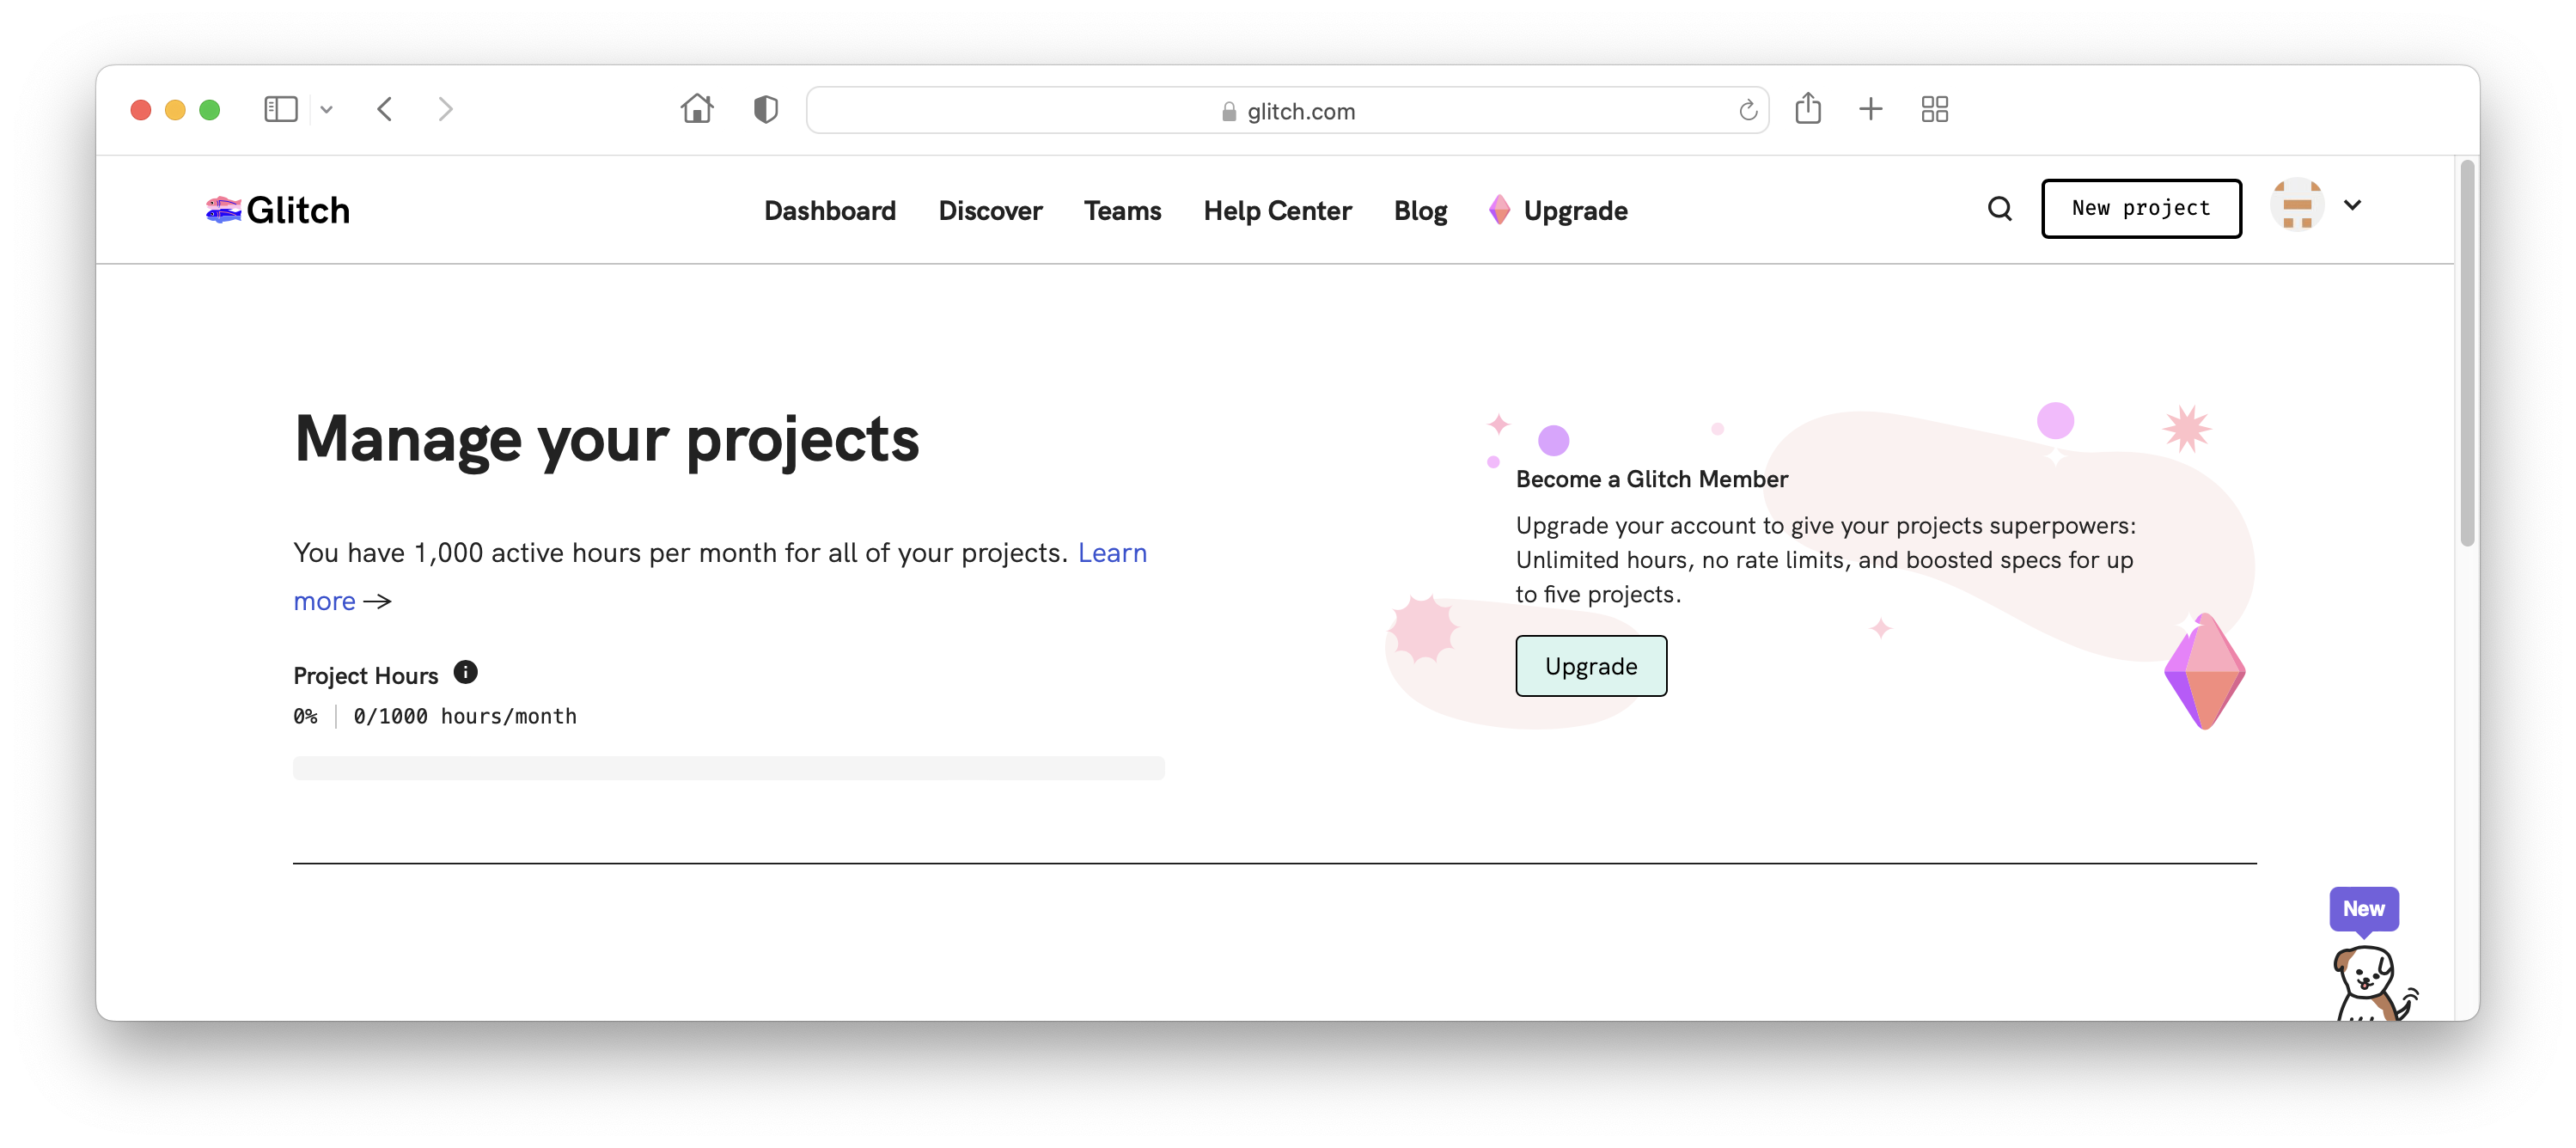 glitch.com
Glitch
Dashboard Discover Teams Help Center Blog Upgrade
New project
Manage your projects
You have 1,000 active hours per month for all of your projects. Learn
more →
Project Hours
0% | 0/1000 hours/month
Become a Glitch Member
Upgrade your account to give your projects superpowers:
Unlimited hours, no rate limits, and boosted specs for up
to five projects.
Upgrade
New